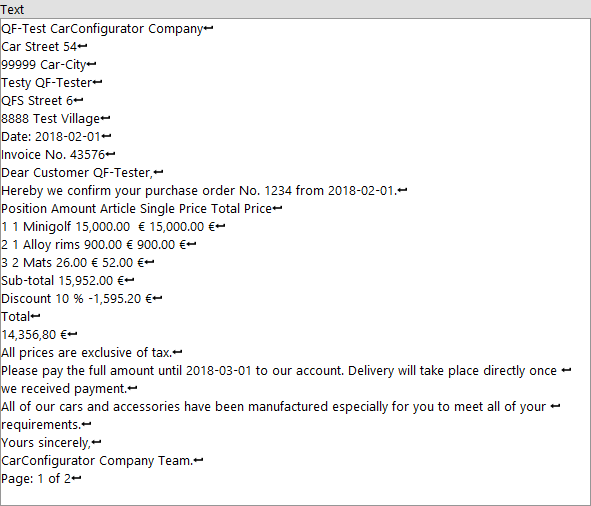 Text
QF-Test CarConfigurator Company↵
Car Street 54↵
99999 Car-City↵
Testy QF-Tester↵
QFS Street 6↵
8888 Test Village↵
Date: 2018-02-01↵
Invoice No. 43576↵
Dear Customer QF-Tester,↵
Hereby we confirm your purchase order No. 1234 from 2018-02-01.↵
Position Amount Article Single Price Total Price↵
1 1 Minigolf 15,000.00  € 15,000.00 €↵
2 1 Alloy rims 900.00 € 900.00 €↵
3 2 Mats 26.00 € 52.00 €↵
Sub-total 15,952.00 €↵
Discount 10 % -1,595.20 €↵
Total↵
14,356,80 €↵
All prices are exclusive of tax.↵
Please pay the full amount until 2018-03-01 to our account. Delivery will take place directly once ↵
we received payment.↵
All of our cars and accessories have been manufactured especially for you to meet all of your ↵
requirements.↵
Yours sincerely,↵
CarConfigurator Company Team.↵
Page: 1 of 2↵